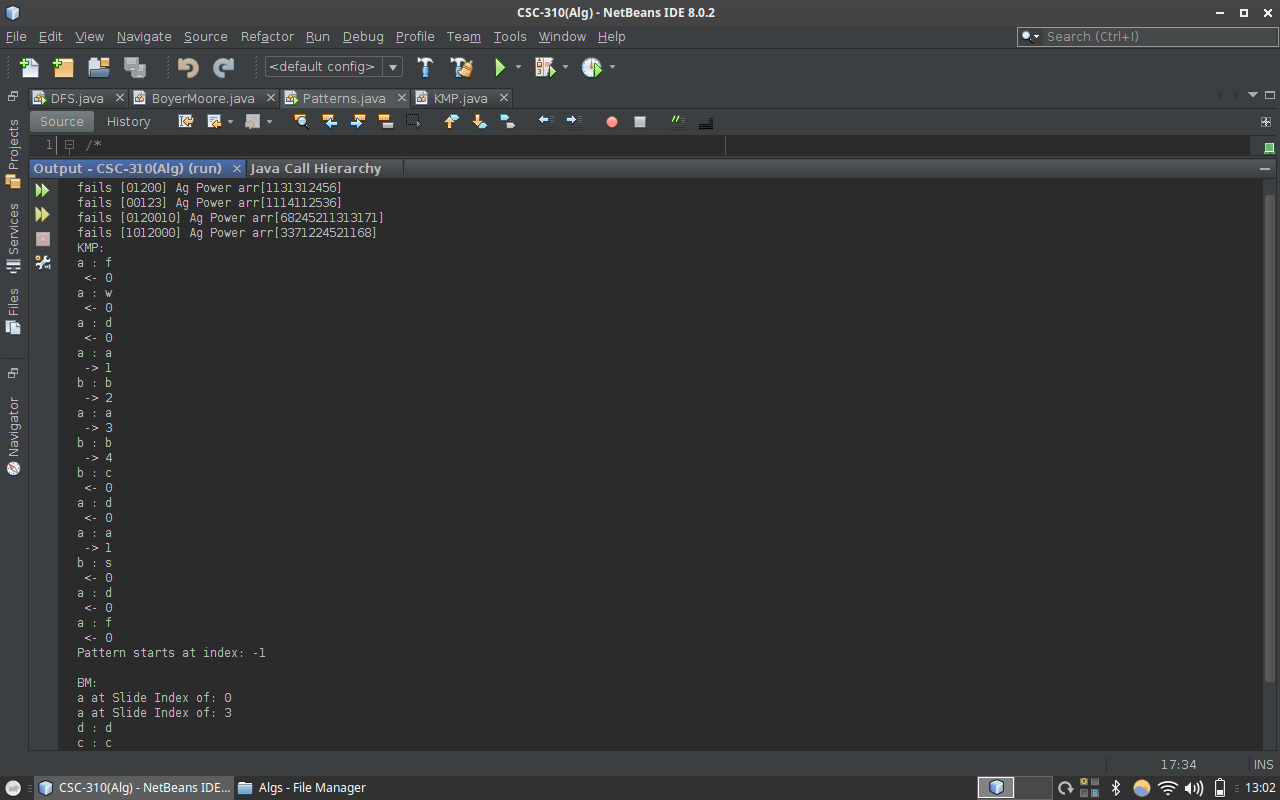 CSC-310(Alg) - NetBeans IDE 8.0.2
File Edit View Navigate Source Refactor Run Debug Profile Team Tools Window Help
Search (Ctrl+I)
<default config>
DFS.java BoyerMoore.java Patterns.java KMP.java
Source History
1 /*
Projects
Services
Files
Navigator
Output - CSC-310(Alg) (run) Java Call Hierarchy
fails [01200] Ag Power arr[1131312456]
fails [00123] Ag Power arr[1114112536]
fails [0120010] Ag Power arr[68245211313171]
fails [1012000] Ag Power arr[3371224521168]
KMP:
a : f
<- 0
a : w
<- 0
a : d
<- 0
a : a
-> 1
b : b
-> 2
a : a
-> 3
b : b
-> 4
b : c
<- 0
a : d
<- 0
a : a
-> 1
b : s
<- 0
a : d
<- 0
a : f
<- 0
Pattern starts at index: -1
BM:
a at Slide Index of: 0
a at Slide Index of: 3
d : d
c : c
17:34 INS
CSC-310(Alg) - NetBeans IDE... Algs - File Manager 13:02